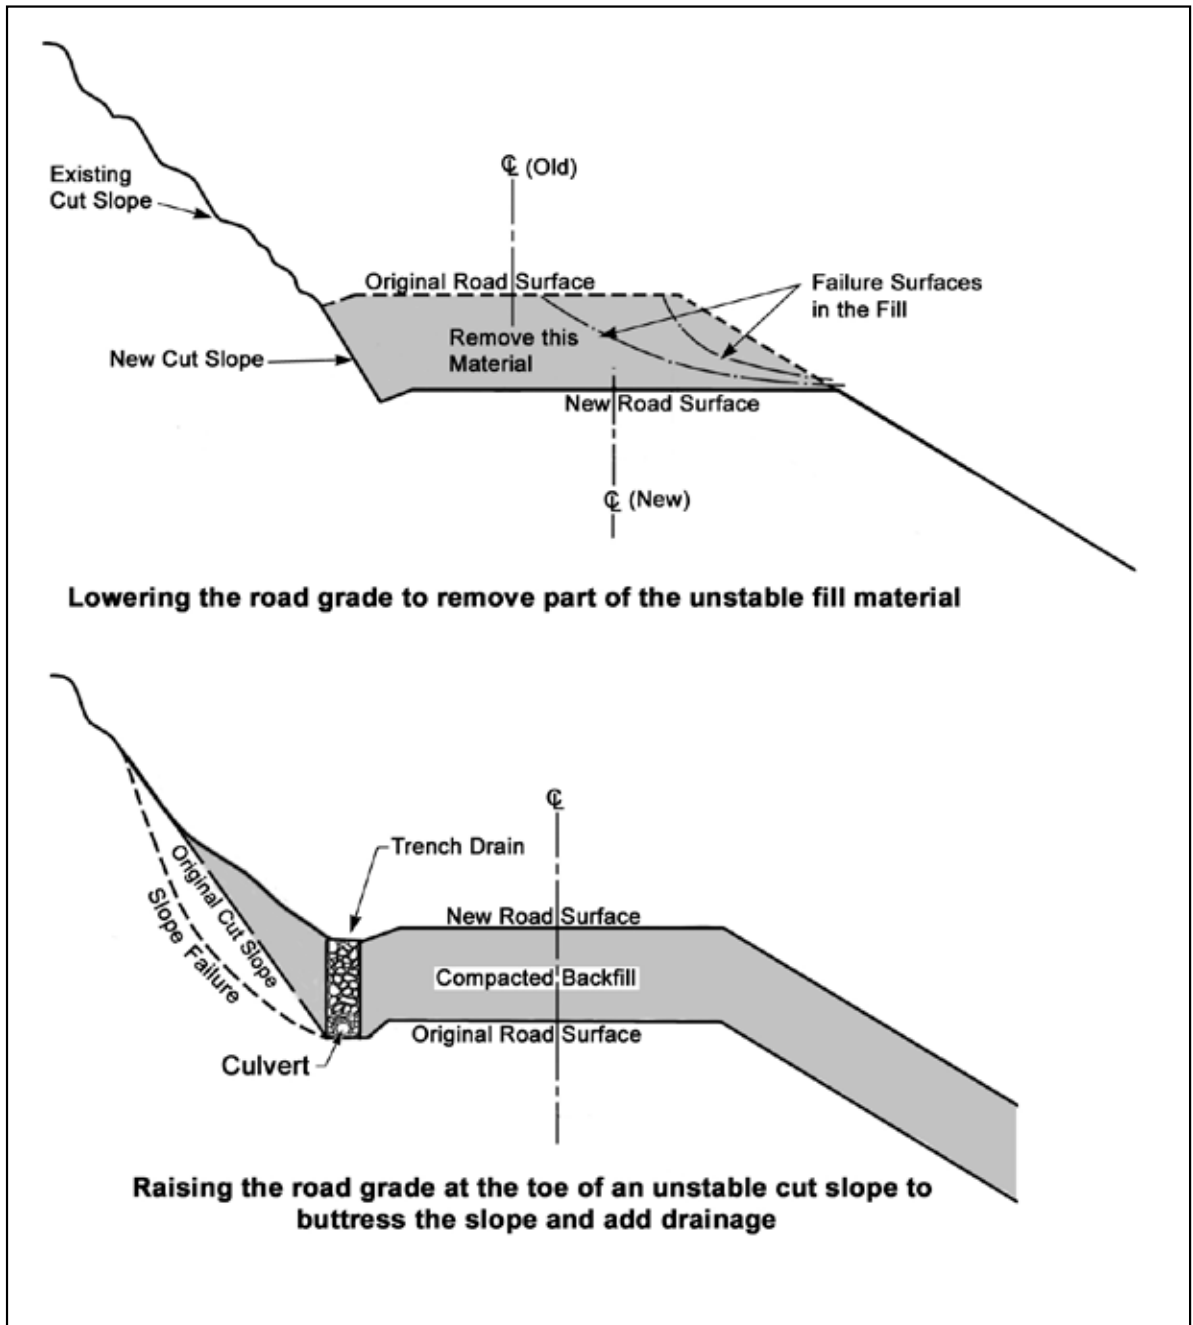 Existing
Cut Slope
℄ (Old)
Original Road Surface
Failure Surfaces
in the Fill
Remove this
Material
New Cut Slope
New Road Surface
℄ (New)
Lowering the road grade to remove part of the unstable fill material
℄
Trench Drain
Original Cut Slope
Slope Failure
New Road Surface
Compacted Backfill
Original Road Surface
Culvert
Raising the road grade at the toe of an unstable cut slope to
buttress the slope and add drainage